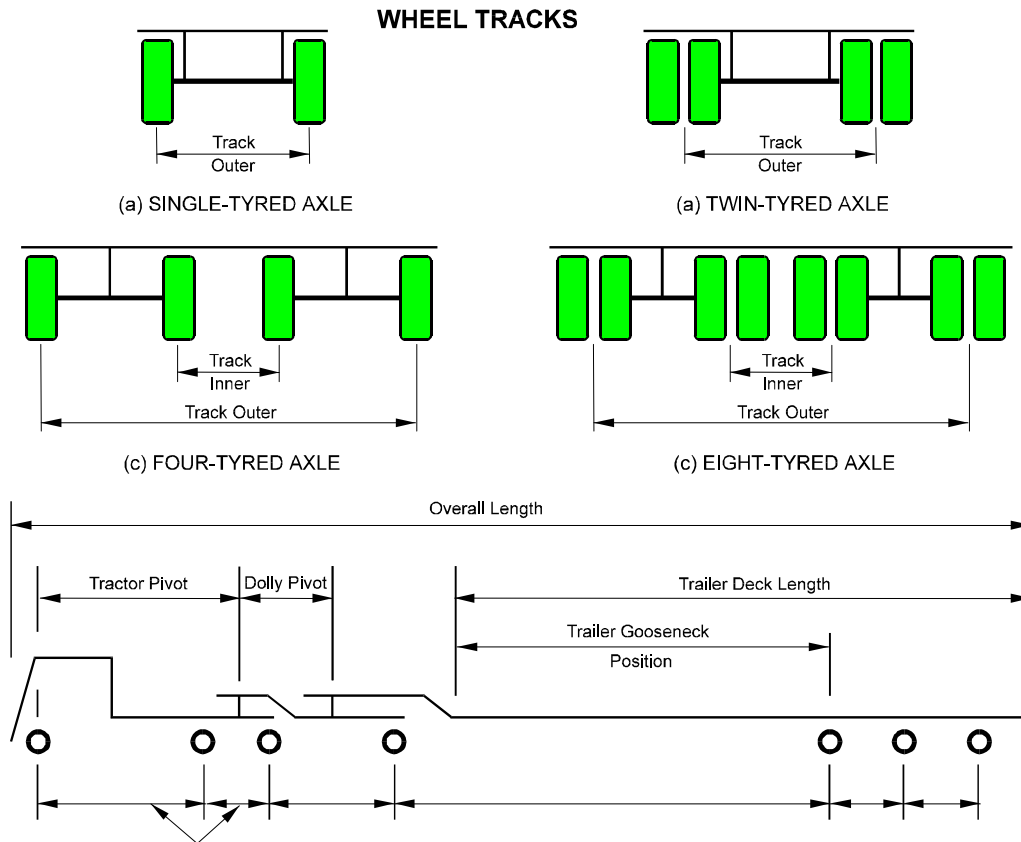 WHEEL TRACKS
Track
Outer
Track
Outer
(a) SINGLE-TYRED AXLE
(a) TWIN-TYRED AXLE
Track
Inner
Track Outer
Track
Inner
Track Outer
(c) FOUR-TYRED AXLE
(c) EIGHT-TYRED AXLE
Overall Length
Tractor Pivot
Dolly Pivot
Trailer Deck Length
Trailer Gooseneck
Position